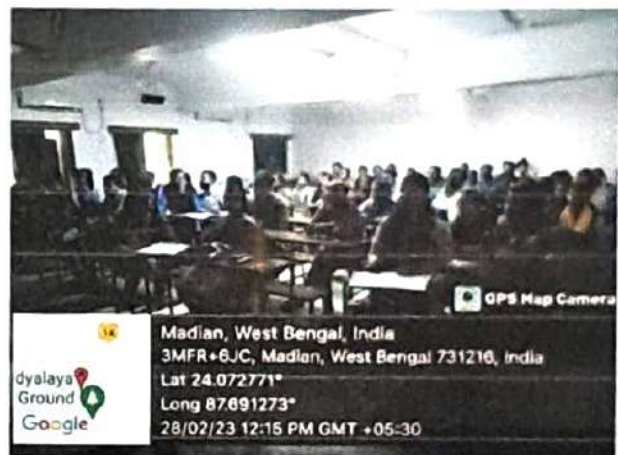 GPS Map Camera
14
dyalaya
Ground
Google
Madian, West Bengal, India
3MFR+6JC, Madian, West Bengal 731216, India
Lat 24.072771°
Long 87.691273°
28/02/23 12:15 PM GMT +05:30